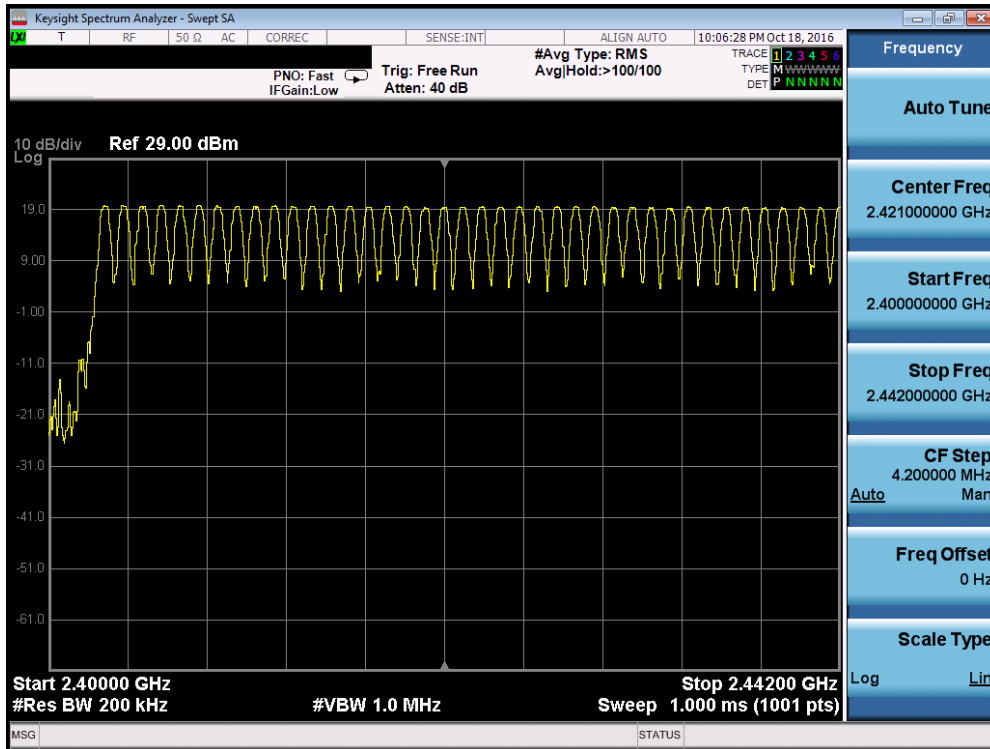 Keysight Spectrum Analyzer - Swept SA
LXI T RF 50 Ω AC CORREC SENSE:INT ALIGN AUTO 10:06:28 PM Oct 18, 2016
PNO: Fast
IFGain:Low
Trig: Free Run
Atten: 40 dB
#Avg Type: RMS
Avg|Hold:>100/100
TRACE 1 2 3 4 5 6
TYPE M WWWWW
DET P N N N N N
10 dB/div Ref 29.00 dBm
Log
19.0
9.00
-1.00
-11.0
-21.0
-31.0
-41.0
-51.0
-61.0
Start 2.40000 GHz Stop 2.44200 GHz
#Res BW 200 kHz #VBW 1.0 MHz Sweep 1.000 ms (1001 pts)
MSG STATUS
Frequency
Auto Tune
Center Freq
2.421000000 GHz
Start Freq
2.400000000 GHz
Stop Freq
2.442000000 GHz
CF Step
4.200000 MHz
Auto Man
Freq Offset
0 Hz
Scale Type
Log Lin